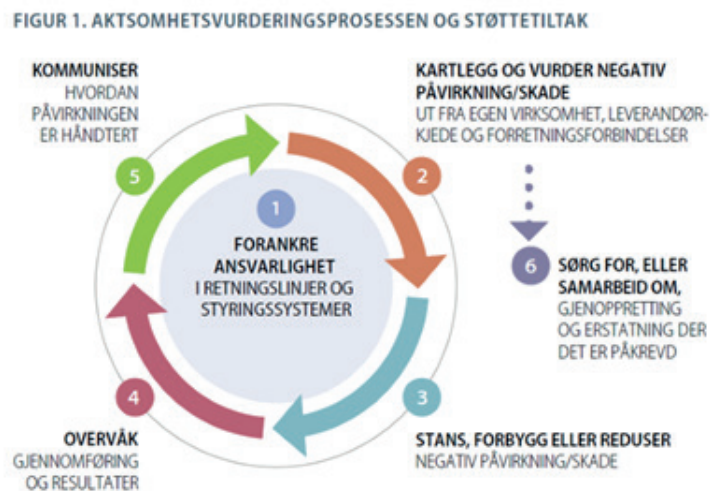 FIGUR 1. AKTSOMHETSVURDERINGSPROSESSEN OG STØTTETILTAK
1
FORANKRE
ANSVARLIGHET
I RETNINGSLINJER OG
STYRINGSSYSTEMER
2
KARTLEGG OG VURDER NEGATIV
PÅVIRKNING/SKADE
UT FRA EGEN VIRKSOMHET, LEVERANDØR-
KJEDE OG FORRETNINGSFORBINDELSER
3
STANS, FORBYGG ELLER REDUSER
NEGATIV PÅVIRKNING/SKADE
4
OVERVÅK
GJENNOMFØRING
OG RESULTATER
5
KOMMUNISER
HVORDAN
PÅVIRKNINGEN
ER HÅNDTERT
6
SØRG FOR, ELLER
SAMARBEID OM,
GJENOPPRETTING
OG ERSTATNING DER
DET ER PÅKREVD